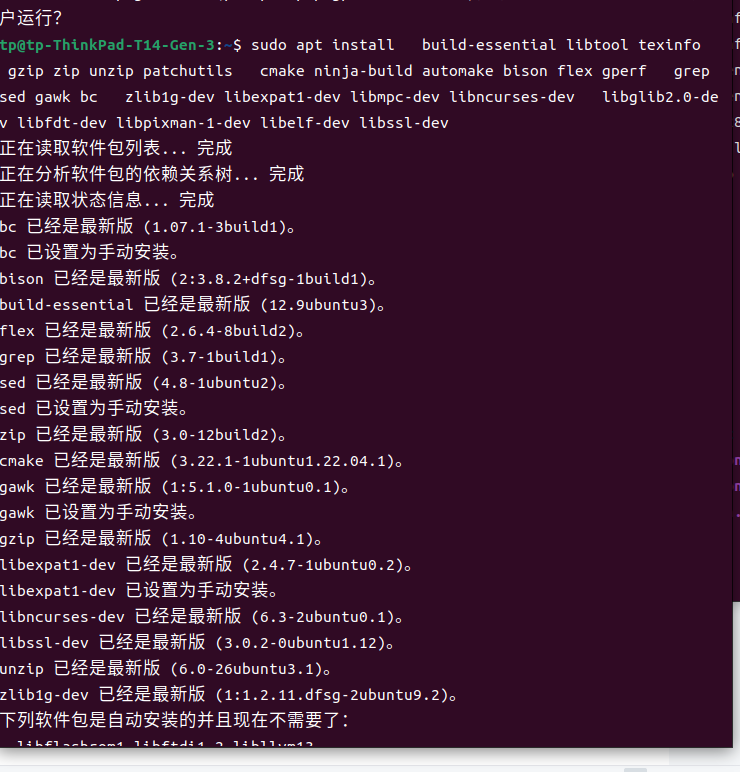 户运行？
tp@tp-ThinkPad-T14-Gen-3:~$ sudo apt install   build-essential libtool texinfo
 gzip zip unzip patchutils   cmake ninja-build automake bison flex gperf   grep
sed gawk bc   zlib1g-dev libexpat1-dev libmpc-dev libncurses-dev   libglib2.0-de
v libfdt-dev libpixman-1-dev libelf-dev libssl-dev
正在读取软件包列表... 完成
正在分析软件包的依赖关系树... 完成
正在读取状态信息... 完成
bc 已经是最新版 (1.07.1-3build1)。
bc 已设置为手动安装。
bison 已经是最新版 (2:3.8.2+dfsg-1build1)。
build-essential 已经是最新版 (12.9ubuntu3)。
flex 已经是最新版 (2.6.4-8build2)。
grep 已经是最新版 (3.7-1build1)。
sed 已经是最新版 (4.8-1ubuntu2)。
sed 已设置为手动安装。
zip 已经是最新版 (3.0-12build2)。
cmake 已经是最新版 (3.22.1-1ubuntu1.22.04.1)。
gawk 已经是最新版 (1:5.1.0-1ubuntu0.1)。
gawk 已设置为手动安装。
gzip 已经是最新版 (1.10-4ubuntu4.1)。
libexpat1-dev 已经是最新版 (2.4.7-1ubuntu0.2)。
libexpat1-dev 已设置为手动安装。
libncurses-dev 已经是最新版 (6.3-2ubuntu0.1)。
libssl-dev 已经是最新版 (3.0.2-0ubuntu1.12)。
unzip 已经是最新版 (6.0-26ubuntu3.1)。
zlib1g-dev 已经是最新版 (1:1.2.11.dfsg-2ubuntu9.2)。
下列软件包是自动安装的并且现在不需要了：
libflashrom1 libftdi1-2 libllvm13